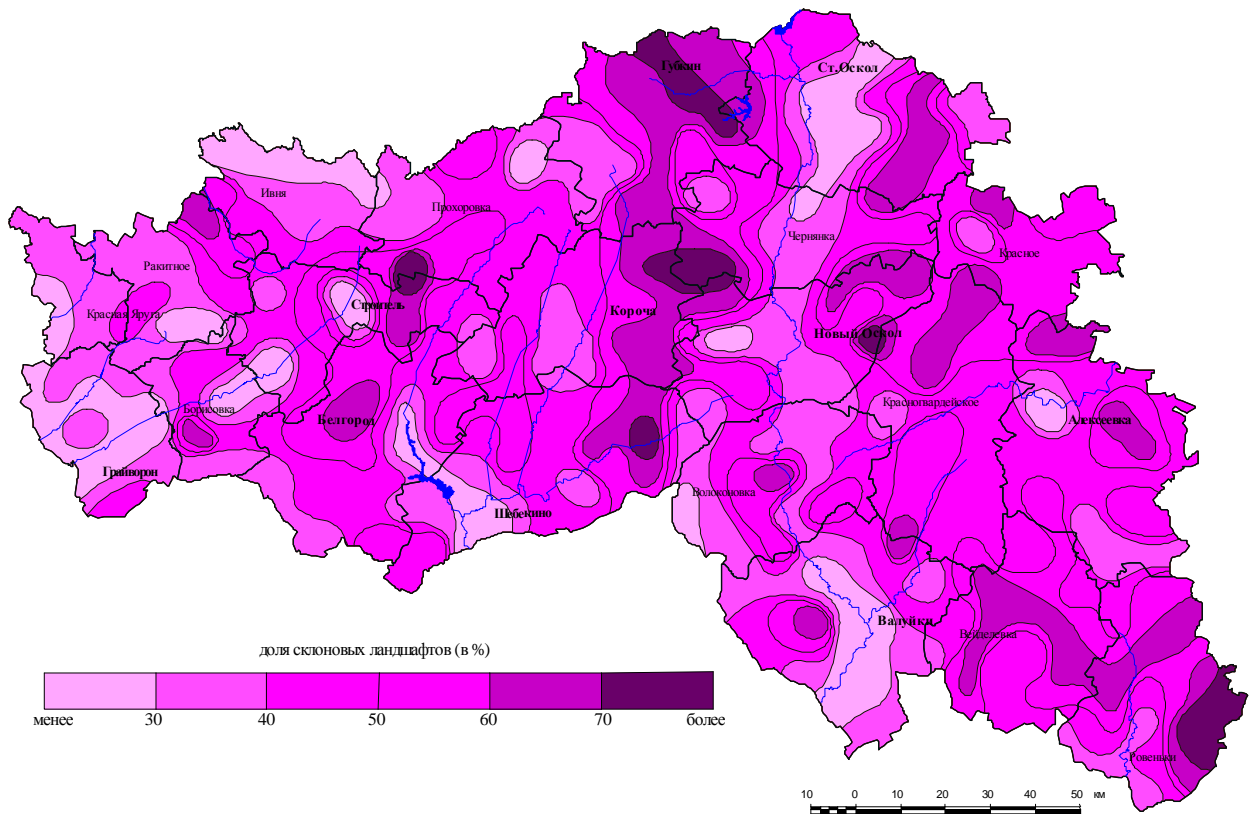 Губкин
Ст.Оскол
Ивня
Прохоровка
Чернянка
Красное
Ракитное
Красная Яруга
Строитель
Короча
Новый Оскол
Борисовка
Белгород
Красногвардейское
Алексеевка
Грайворон
Шебекино
Волоконовка
Валуйки
Вейделевка
Ровеньки
доля склоновых ландшафтов (в %)
менее 30 40 50 60 70 более
10 0 10 20 30 40 50 км